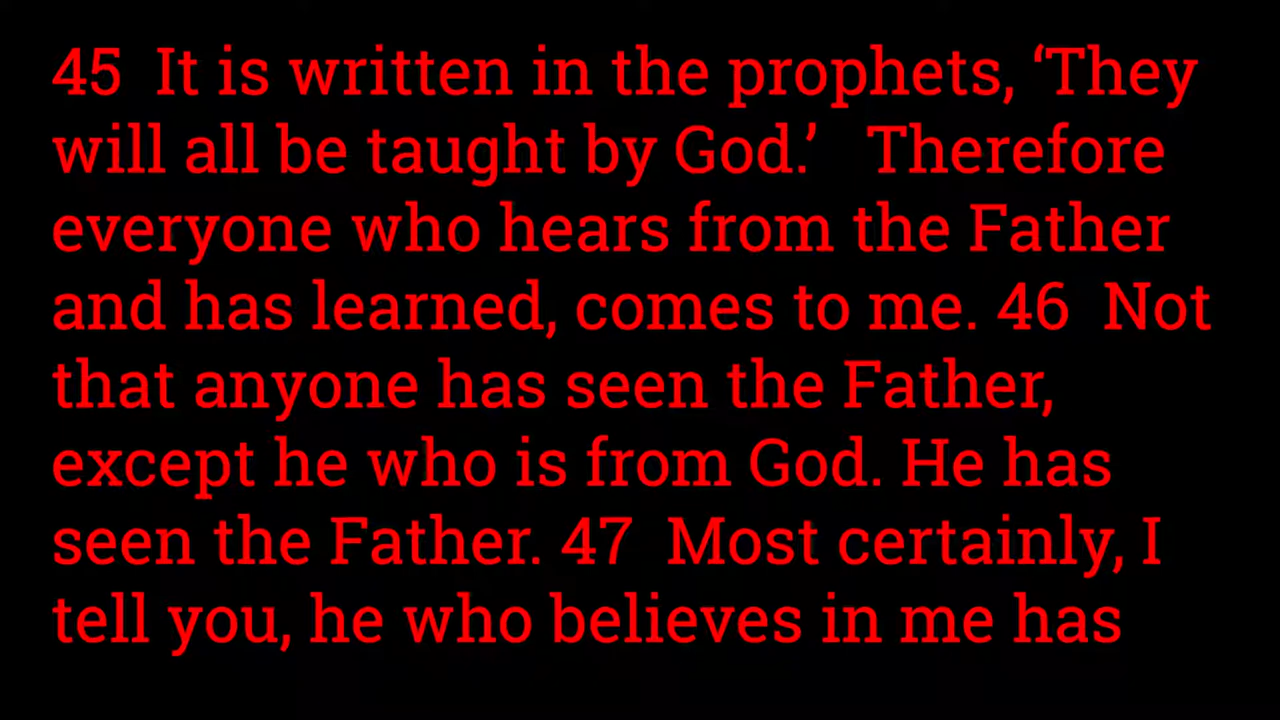 45  It is written in the prophets, ‘They
will all be taught by God.’   Therefore
everyone who hears from the Father
and has learned, comes to me. 46  Not
that anyone has seen the Father,
except he who is from God. He has
seen the Father. 47  Most certainly, I
tell you, he who believes in me has